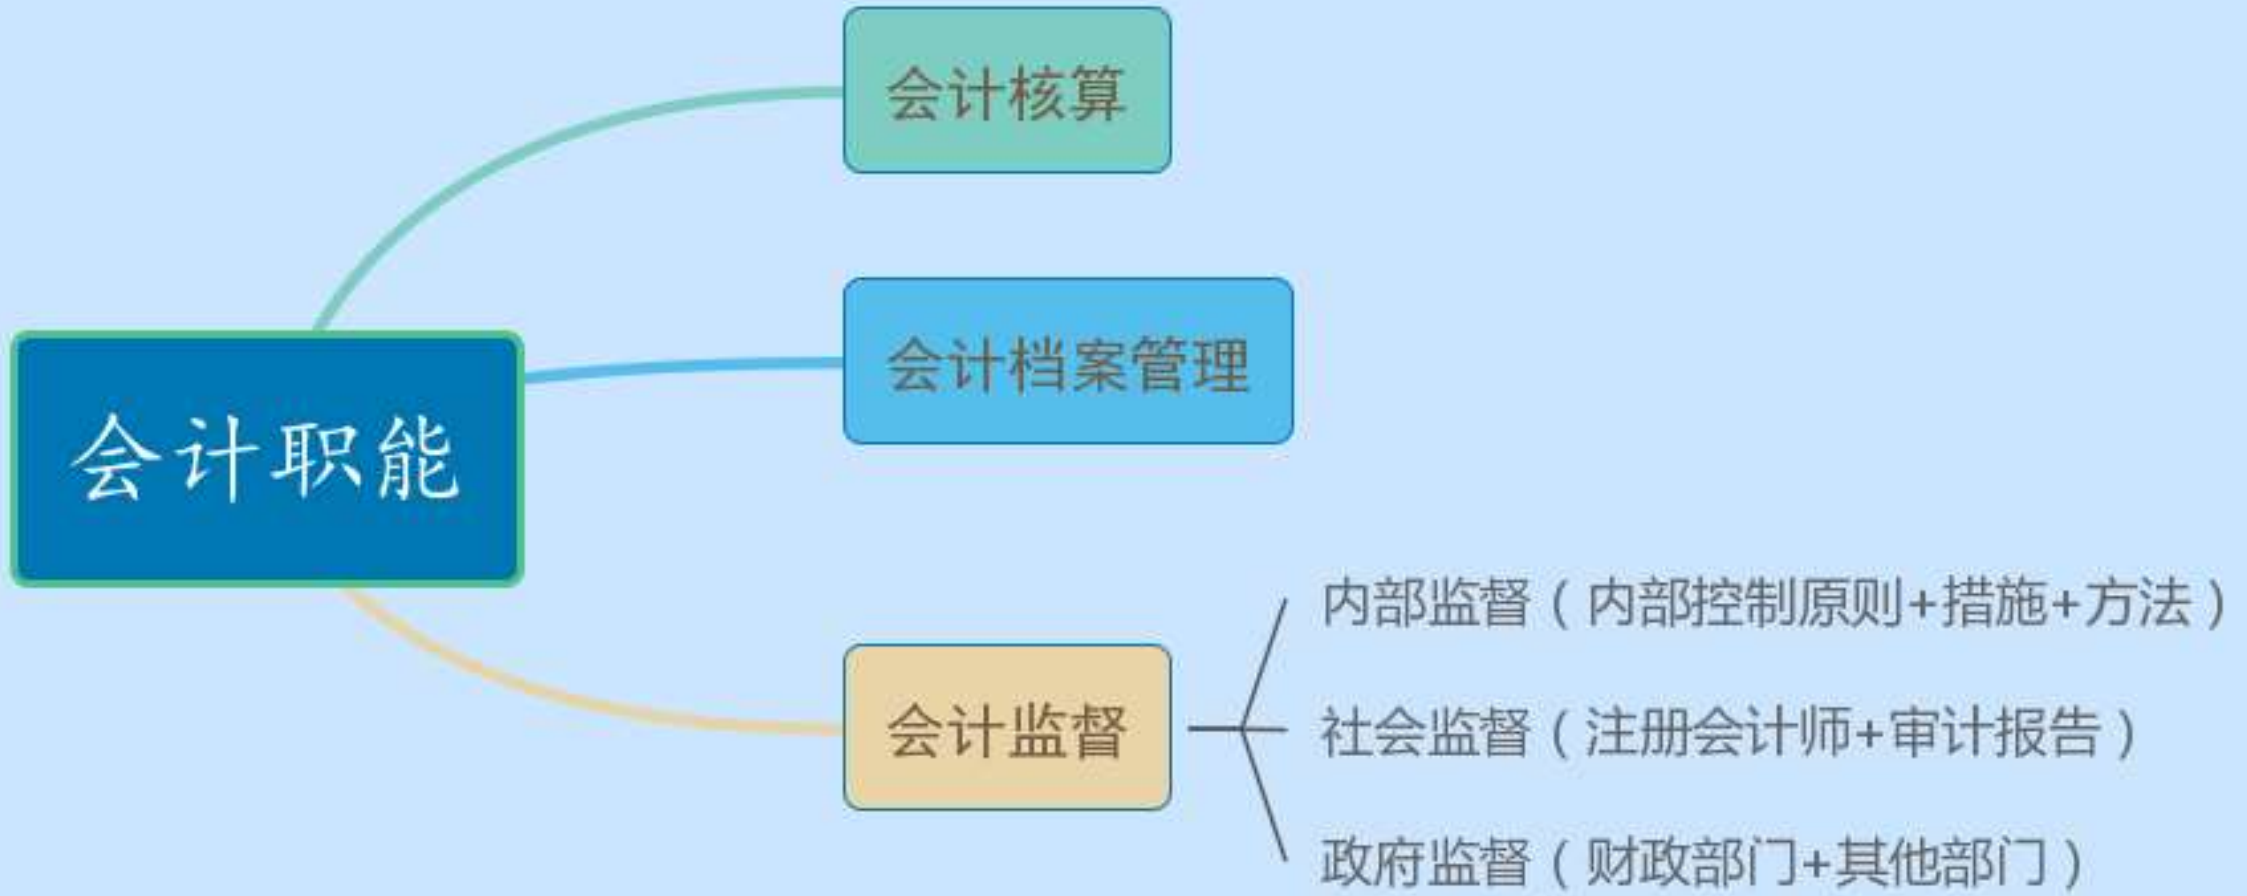 会计核算
会计档案管理
会计职能
内部监督（内部控制原则+措施+方法）
会计监督
社会监督（注册会计师+审计报告）
政府监督（财政部门+其他部门）